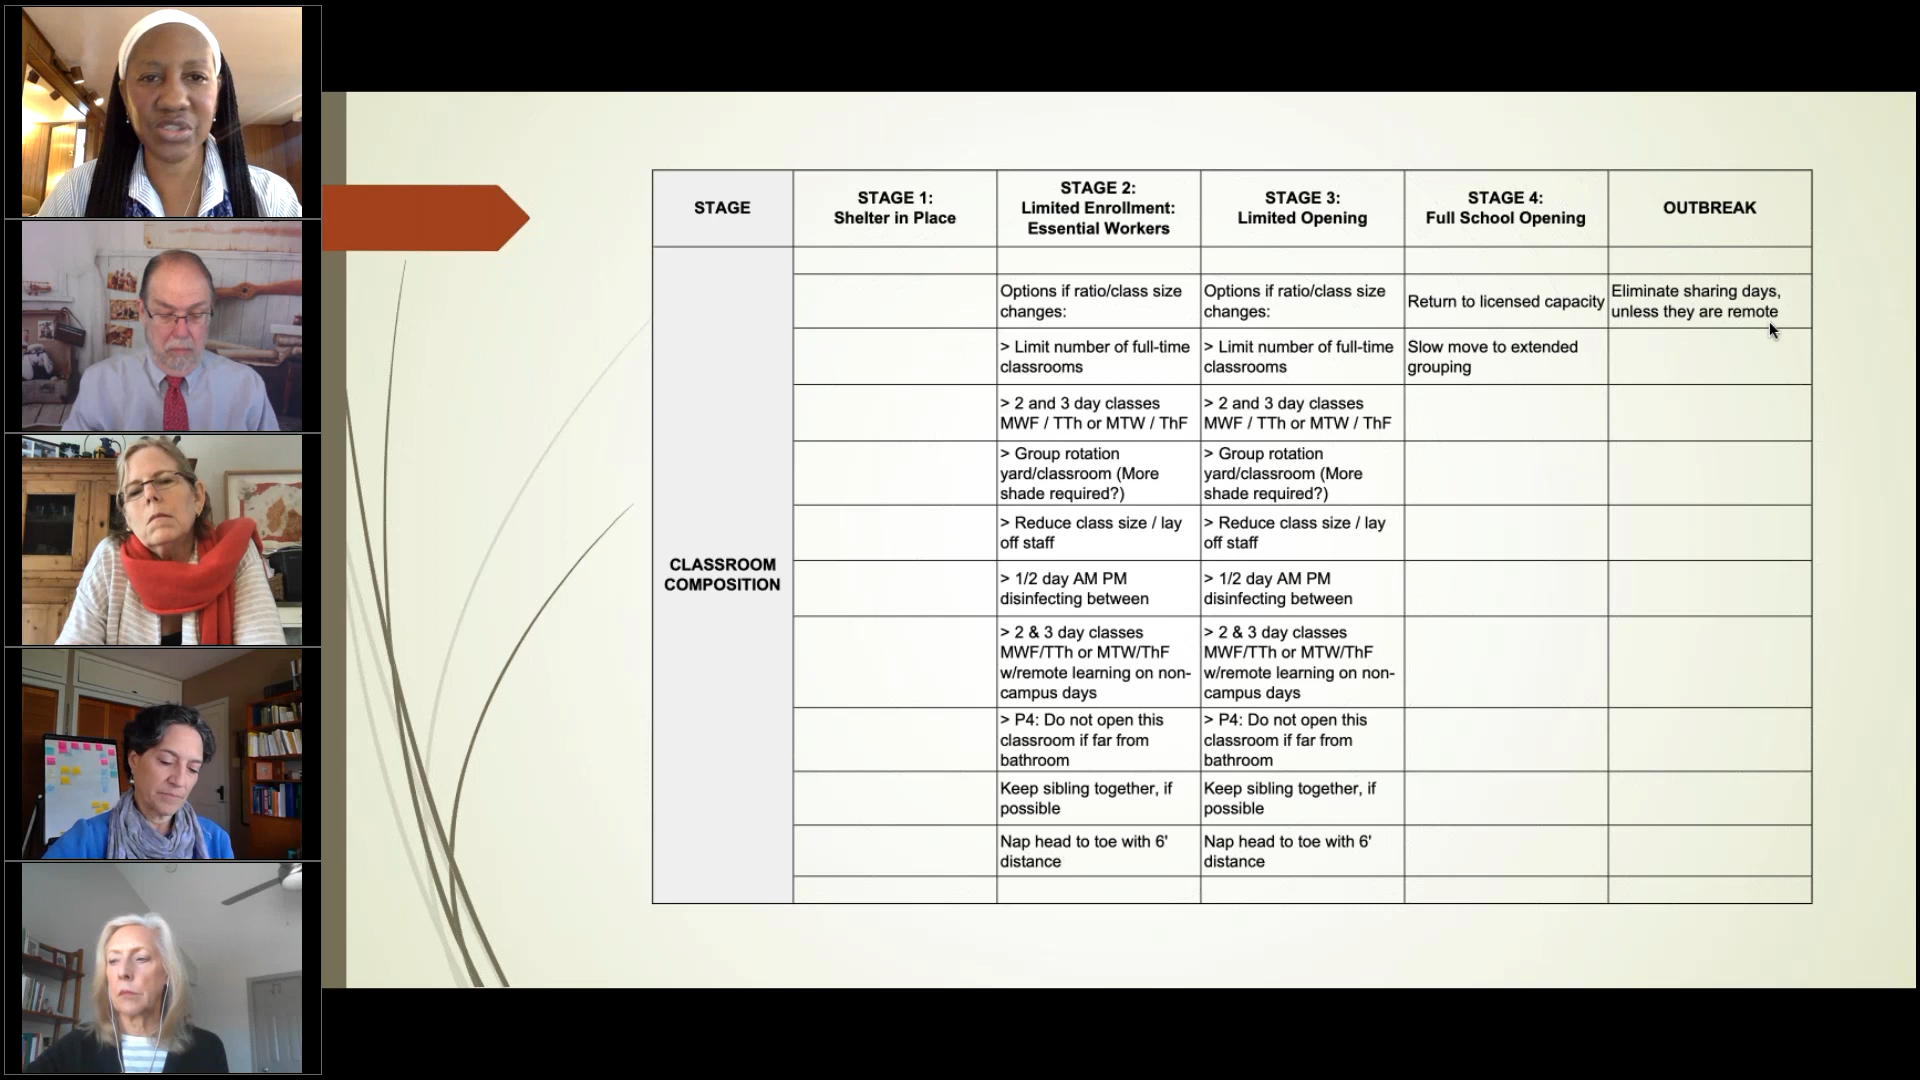 STAGE
STAGE 1:
Shelter in Place
STAGE 2:
Limited Enrollment:
Essential Workers
STAGE 3:
Limited Opening
STAGE 4:
Full School Opening
OUTBREAK
CLASSROOM
COMPOSITION
Options if ratio/class size
changes:
Options if ratio/class size
changes:
Return to licensed capacity
Eliminate sharing days,
unless they are remote
> Limit number of full-time
classrooms
> Limit number of full-time
classrooms
Slow move to extended
grouping
> 2 and 3 day classes
MWF / TTh or MTW / ThF
> 2 and 3 day classes
MWF / TTh or MTW / ThF
> Group rotation
yard/classroom (More
shade required?)
> Group rotation
yard/classroom (More
shade required?)
> Reduce class size / lay
off staff
> Reduce class size / lay
off staff
> 1/2 day AM PM
disinfecting between
> 1/2 day AM PM
disinfecting between
> 2 & 3 day classes
MWF/TTh or MTW/ThF
w/remote learning on non-
campus days
> 2 & 3 day classes
MWF/TTh or MTW/ThF
w/remote learning on non-
campus days
> P4: Do not open this
classroom if far from
bathroom
> P4: Do not open this
classroom if far from
bathroom
Keep sibling together, if
possible
Keep sibling together, if
possible
Nap head to toe with 6'
distance
Nap head to toe with 6'
distance